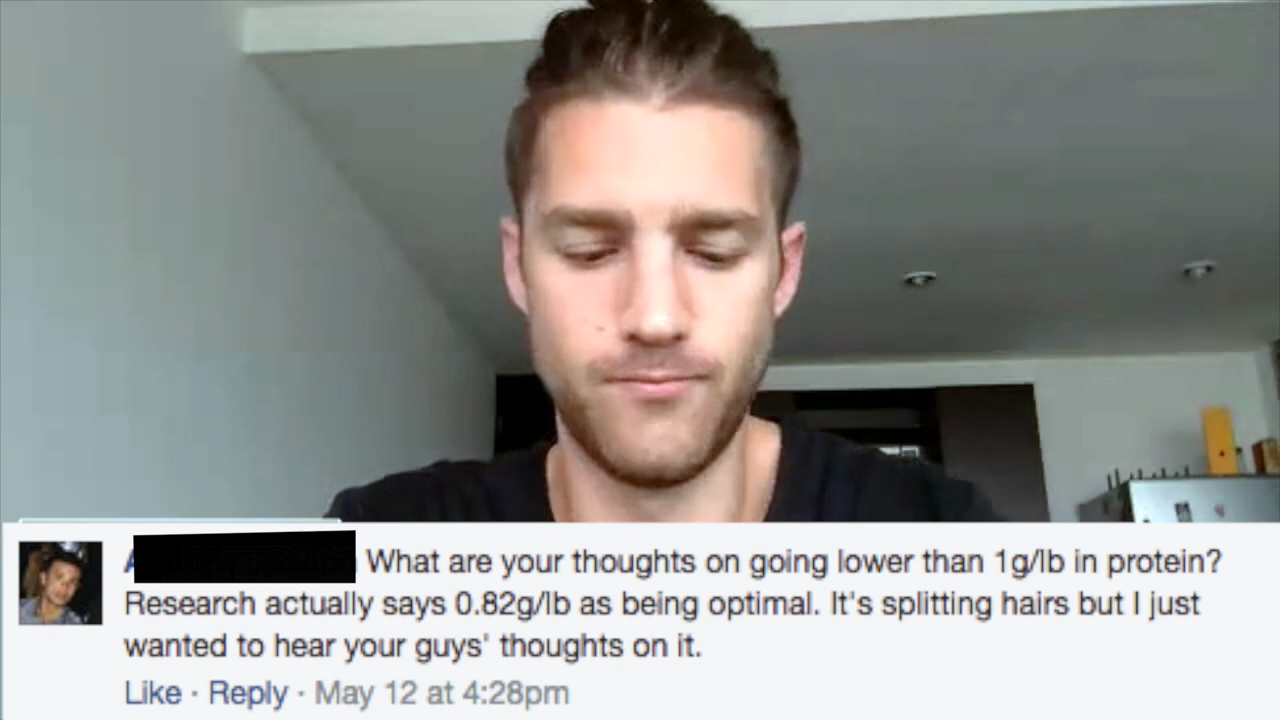 What are your thoughts on going lower than 1g/lb in protein?
Research actually says 0.82g/lb as being optimal. It's splitting hairs but I just
wanted to hear your guys' thoughts on it.
Like · Reply · May 12 at 4:28pm